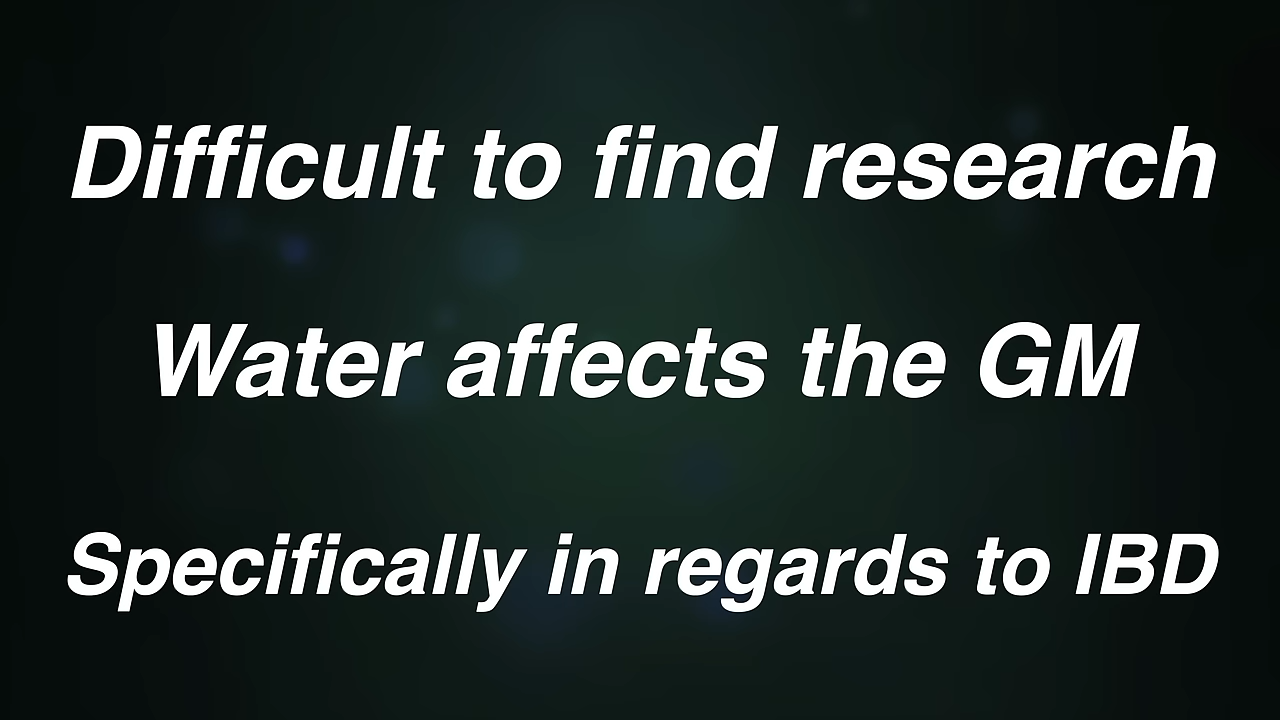 Difficult to find research
Water affects the GM
Specifically in regards to IBD